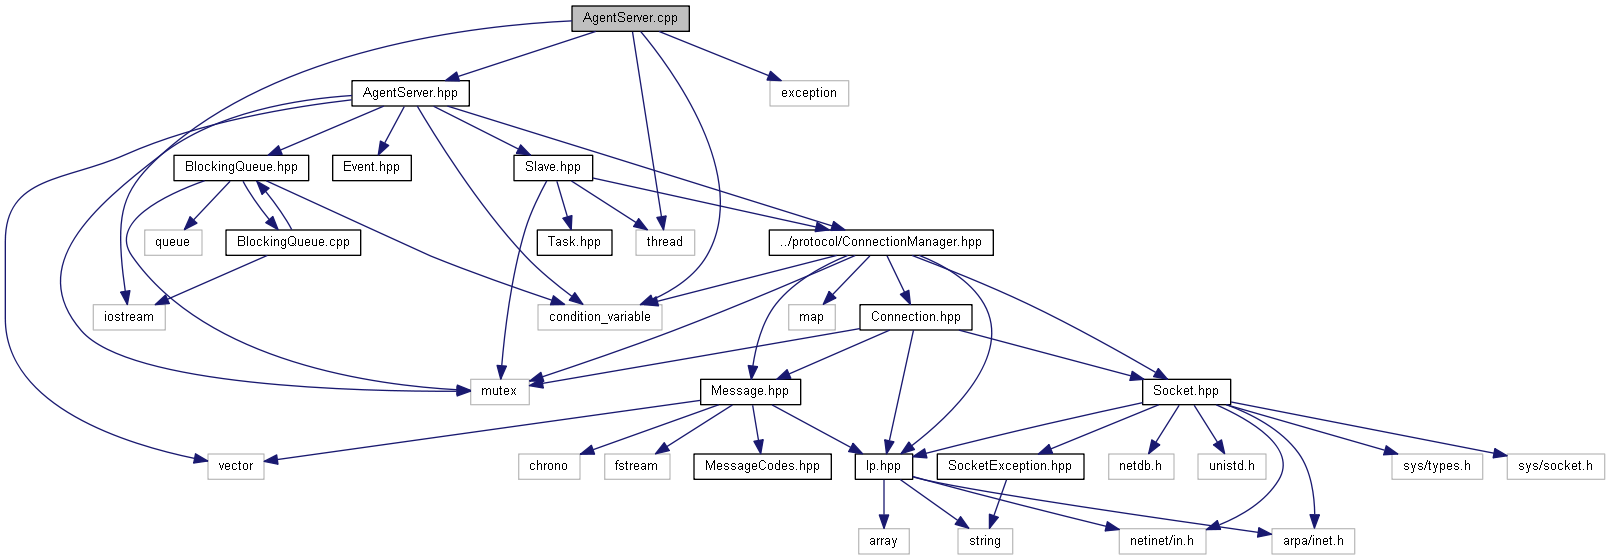 AgentServer.cpp
AgentServer.hpp
exception
BlockingQueue.hpp
Event.hpp
Slave.hpp
queue
BlockingQueue.cpp
Task.hpp
thread
../protocol/ConnectionManager.hpp
iostream
condition_variable
map
Connection.hpp
mutex
Message.hpp
Socket.hpp
vector
chrono
fstream
MessageCodes.hpp
Ip.hpp
SocketException.hpp
netdb.h
unistd.h
sys/types.h
sys/socket.h
array
string
netinet/in.h
arpa/inet.h